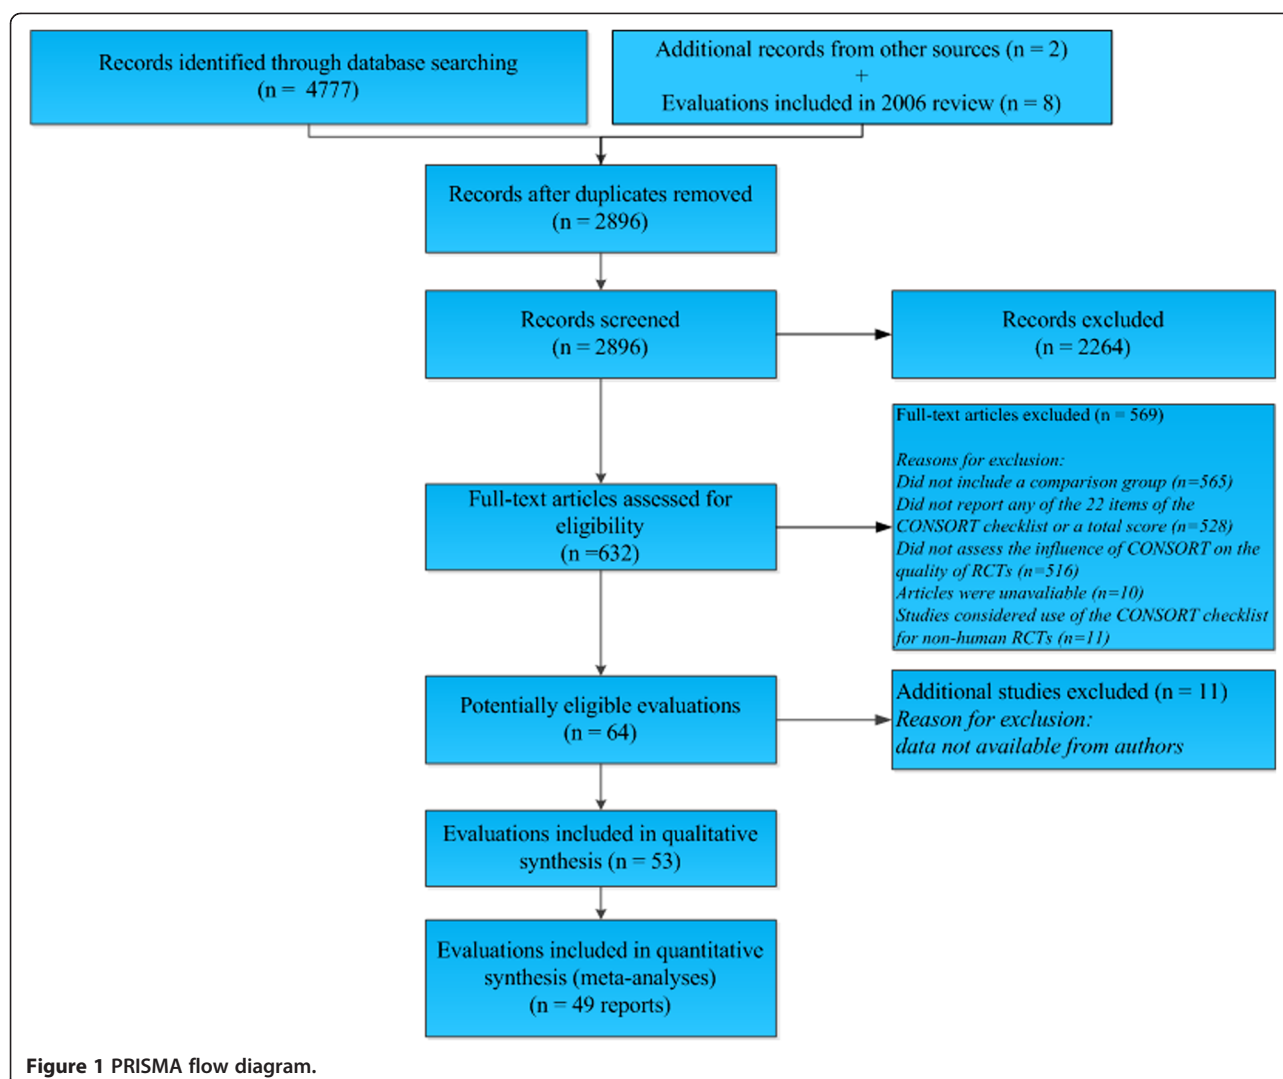 Records identified through database searching
(n =  4777)
Additional records from other sources (n = 2)
+
Evaluations included in 2006 review (n = 8)
Records after duplicates removed
(n = 2896)
Records screened
(n = 2896)
Records excluded
(n = 2264)
Full-text articles assessed for
eligibility
(n =632)
Full-text articles excluded (n = 569)
Reasons for exclusion:
Did not include a comparison group (n=565)
Did not report any of the 22 items of the
CONSORT checklist or a total score (n=528)
Did not assess the influence of CONSORT on the
quality of RCTs (n=516)
Articles were unavaliable (n=10)
Studies considered use of the CONSORT checklist
for non-human RCTs (n=11)
Potentially eligible evaluations
(n = 64)
Additional studies excluded (n = 11)
Reason for exclusion:
data not available from authors
Evaluations included in qualitative
synthesis (n = 53)
Evaluations included in quantitative
synthesis (meta-analyses)
(n = 49 reports)
Figure 1 PRISMA flow diagram.